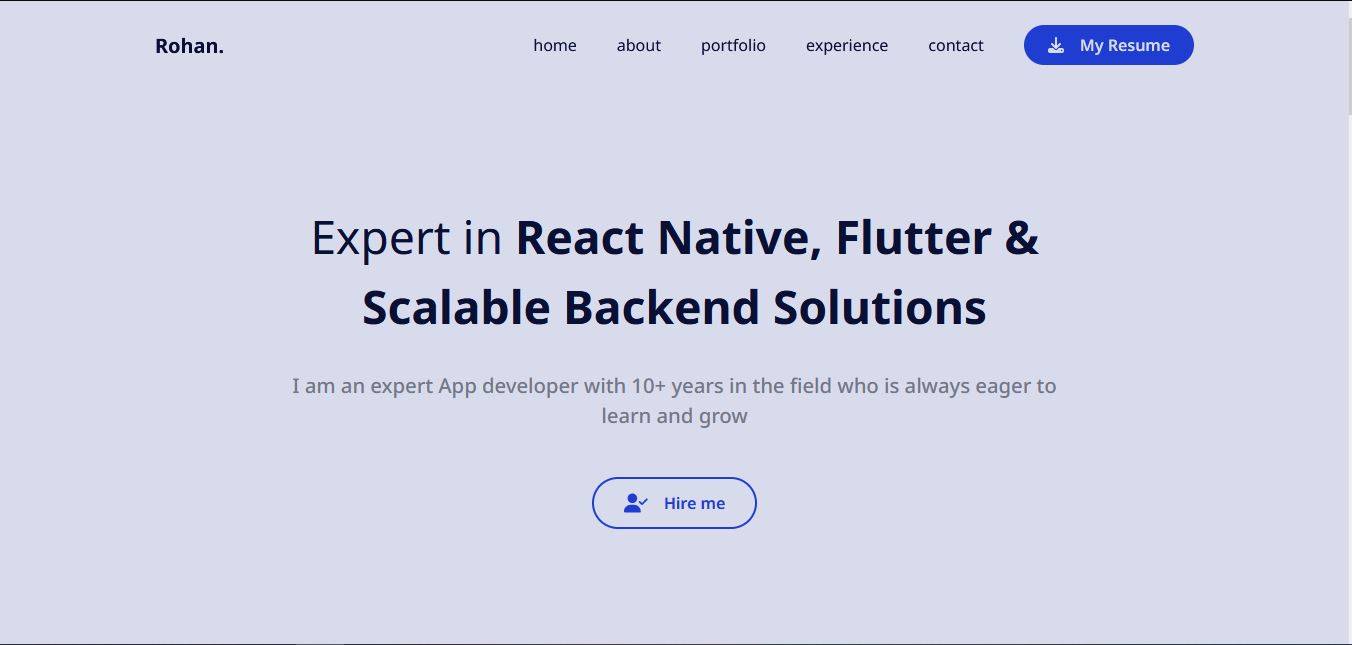 Rohan.
home about portfolio experience contact My Resume
Expert in React Native, Flutter &
Scalable Backend Solutions
I am an expert App developer with 10+ years in the field who is always eager to
learn and grow
Hire me